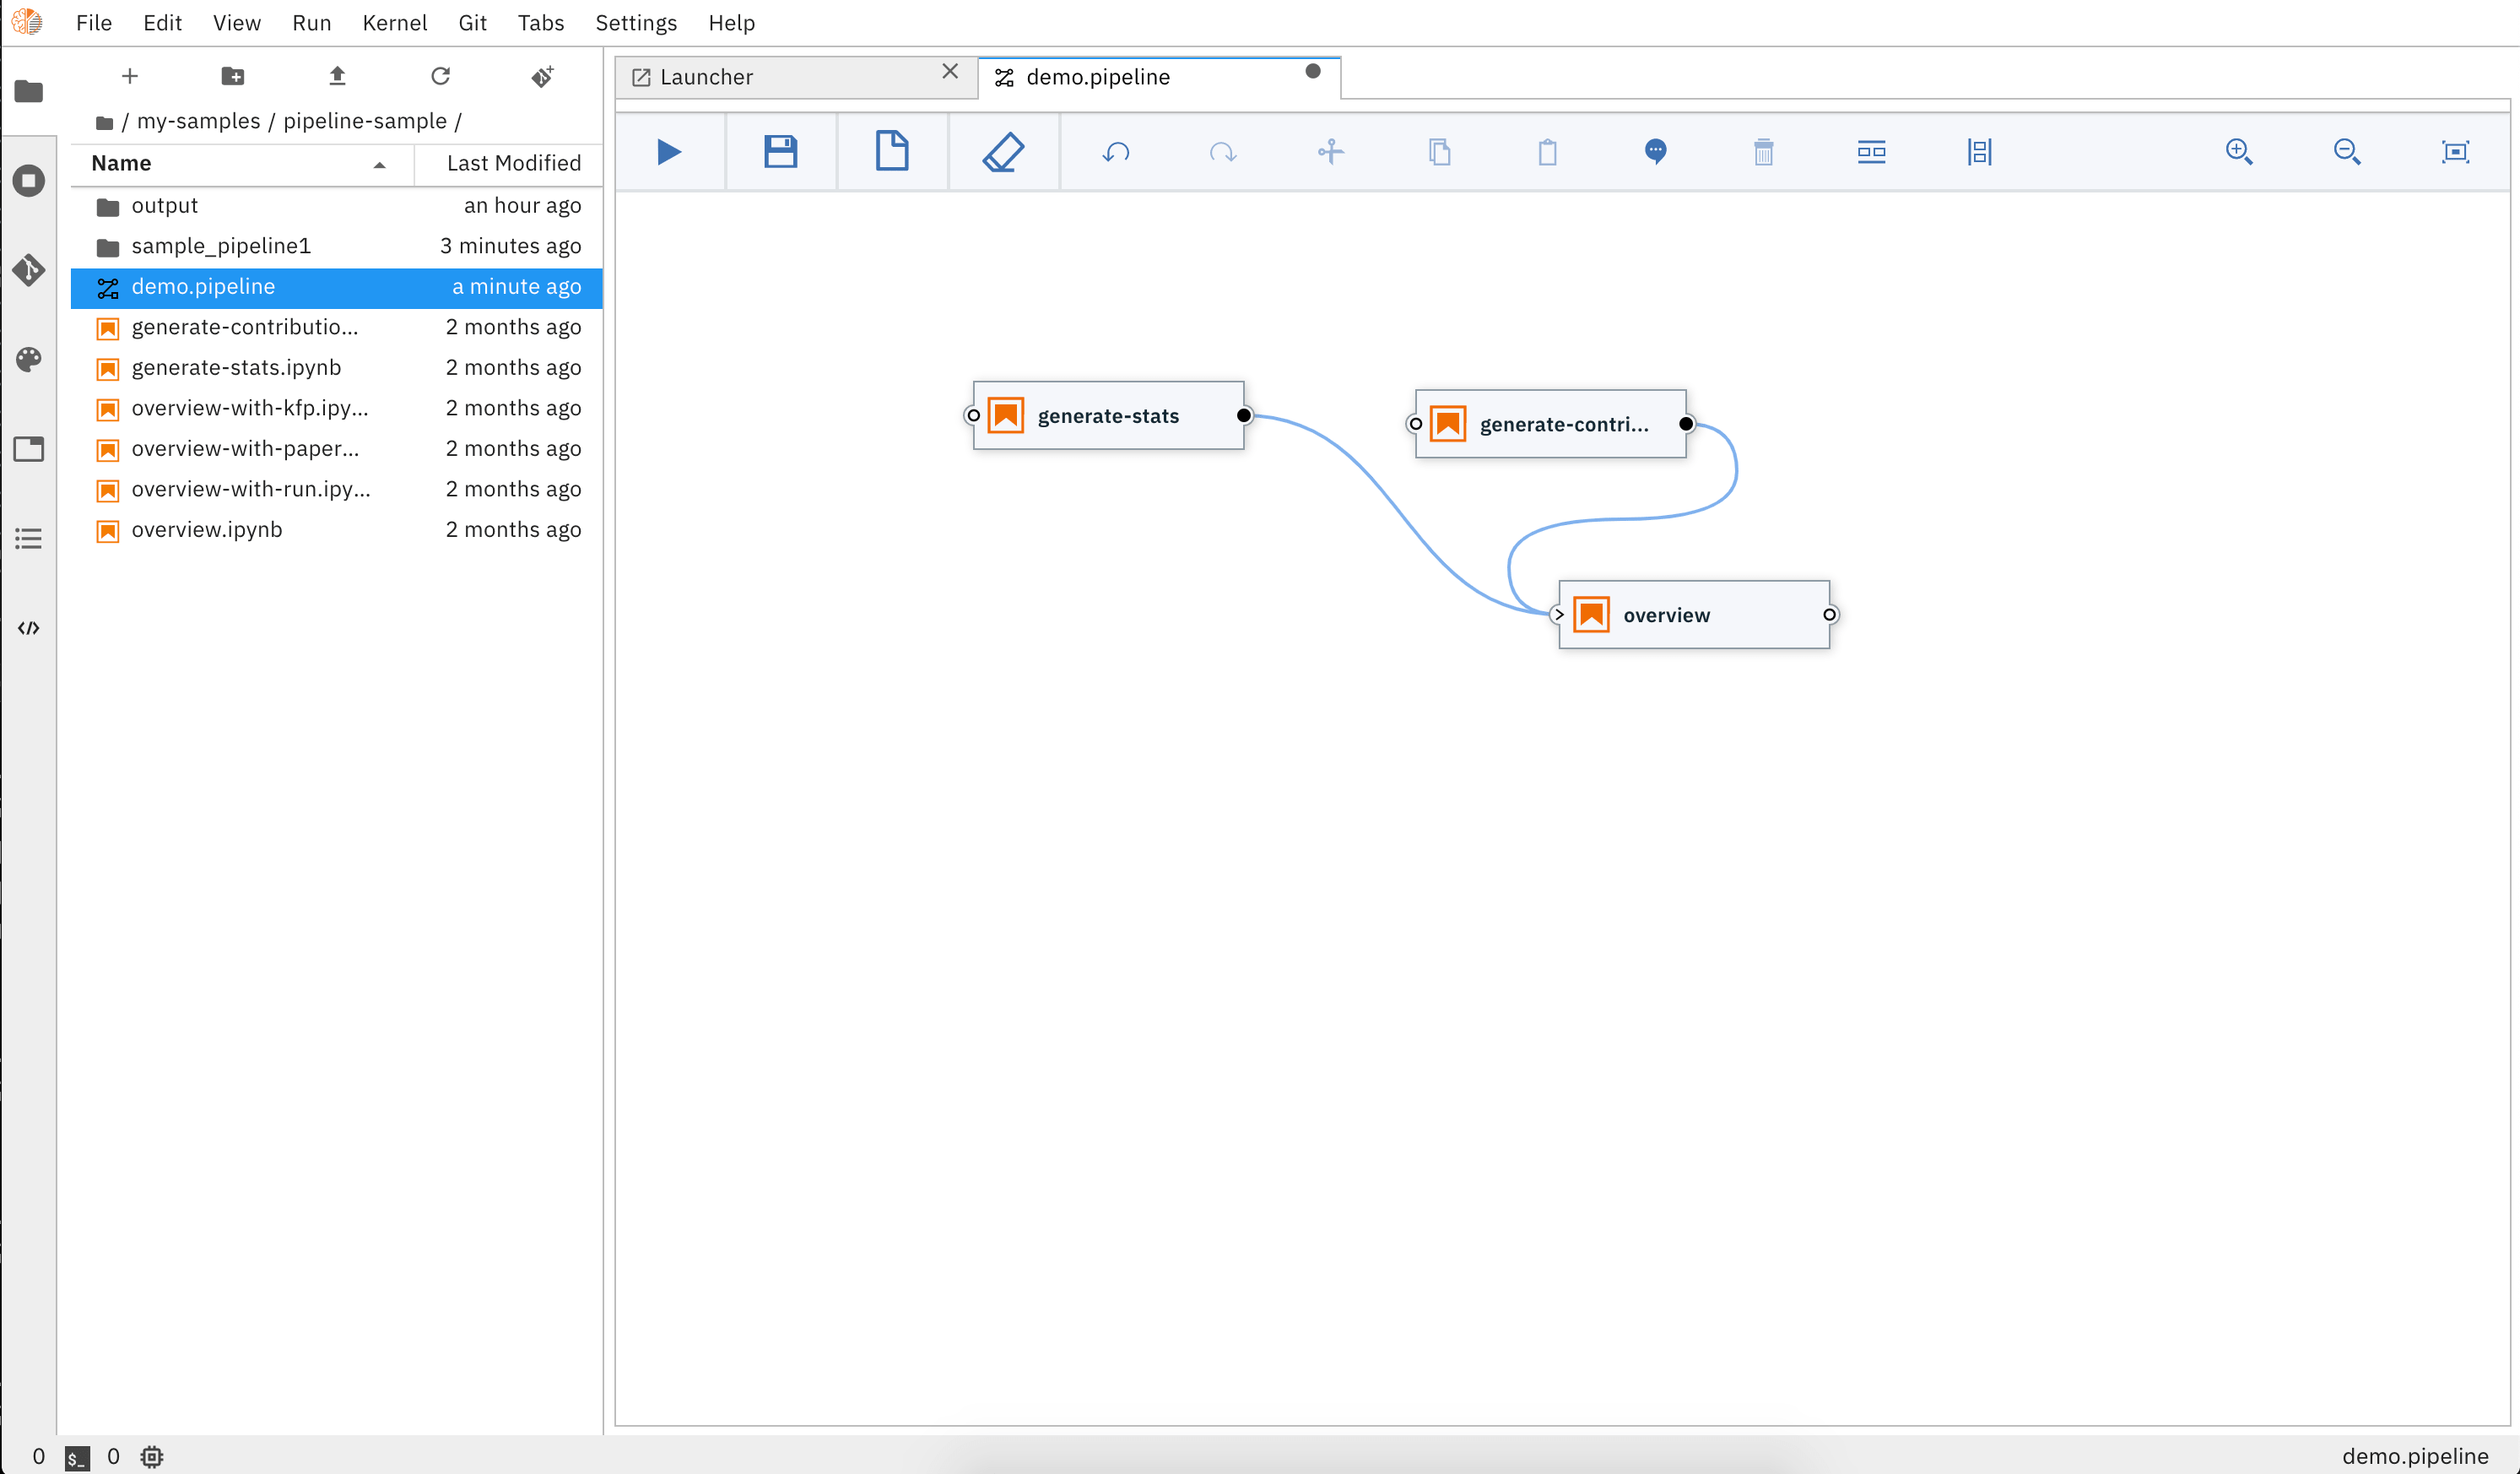 File Edit View Run Kernel Git Tabs Settings Help
Launcher
demo.pipeline
/ my-samples / pipeline-sample /
Name Last Modified
output an hour ago
sample_pipeline1 3 minutes ago
demo.pipeline a minute ago
generate-contributio... 2 months ago
generate-stats.ipynb 2 months ago
overview-with-kfp.ipy... 2 months ago
overview-with-paper... 2 months ago
overview-with-run.ipy... 2 months ago
overview.ipynb 2 months ago
generate-stats
generate-contri...
overview
0 $_ 0
demo.pipeline